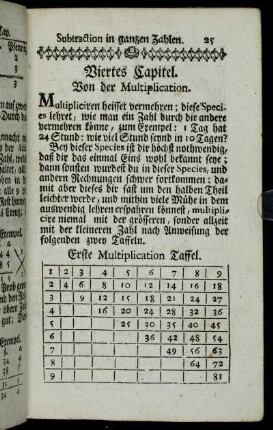 Subtraction in gantzen Zahlen. 25
Viertes Capitel.
Von der Multiplication.
Multipliciren heisset vermehren; diese Speci-
es lehret, wie man ein Zahl durch die andere
vermehren könne, zum Exempel: 1 Tag hat
24 Stund: wie viel Stund seynd in 10 Tagen?
Bey dieser Species ist dir höchst nothwendig,
daß dir das einmal Eins wohl bekannt seye;
dann sonsten wurdest du in dieser Species, und
andern Rechnungen schwer fortkommen: da-
mit aber dieses dir fast um den halben Theil
leichter werde, und mithin viele Mühe in dem
auswendig lehren ersparhen könnest, multipli-
cire niemal mit der grösseren, sonder allzeit
mit der kleineren Zahl nach Anweisung der
folgenden zwey Taffeln.
Erste Multiplication Taffel.
1 2 3 4 5 6 7 8 9
2 4 6 8 10 12 14 16 18
3 9 12 15 18 21 24 27
4 16 20 24 28 32 36
5 25 30 35 40 45
6 36 42 48 54
7 49 56 63
8 64 72
9 81